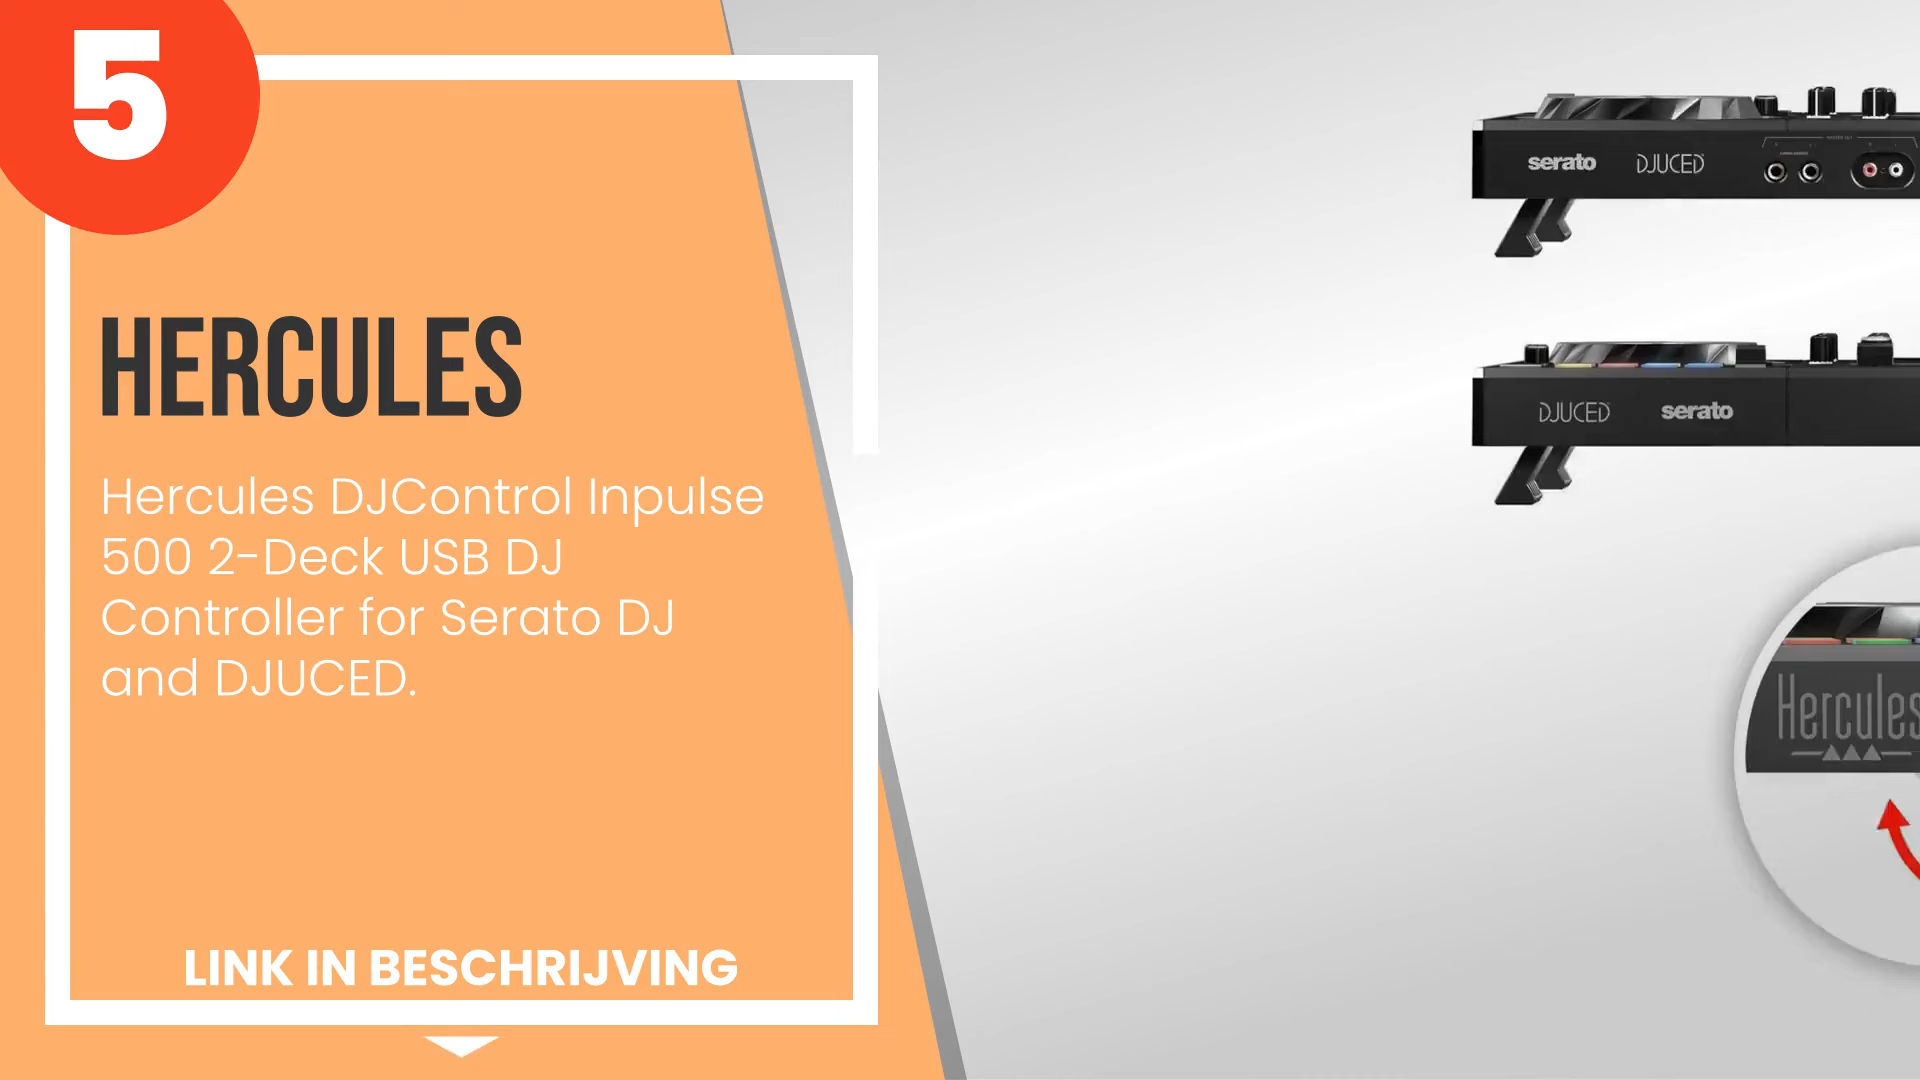 5
HERCULES
Hercules DJControl Inpulse
500 2-Deck USB DJ
Controller for Serato DJ
and DJUCED.
LINK IN BESCHRIJVING
serato DJUCED
DJUCED serato
Hercules